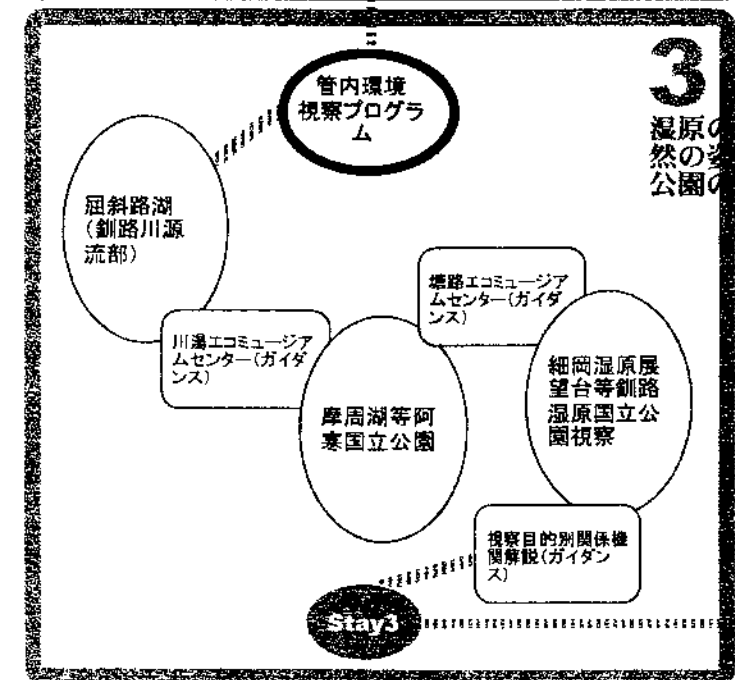 管内環境
視察プログラ
ム
3
湿原の
然の姿
公園の
屈斜路湖
(釧路川源
流部)
塘路エコミュージア
ムセンター(ガイダ
ンス)
川湯エコミュージア
ムセンター(ガイダ
ンス)
細岡湿原展
望台等釧路
湿原国立公
園視察
摩周湖等阿
寒国立公園
視察目的別関係機
関解説(ガイダン
ス)
Stay3